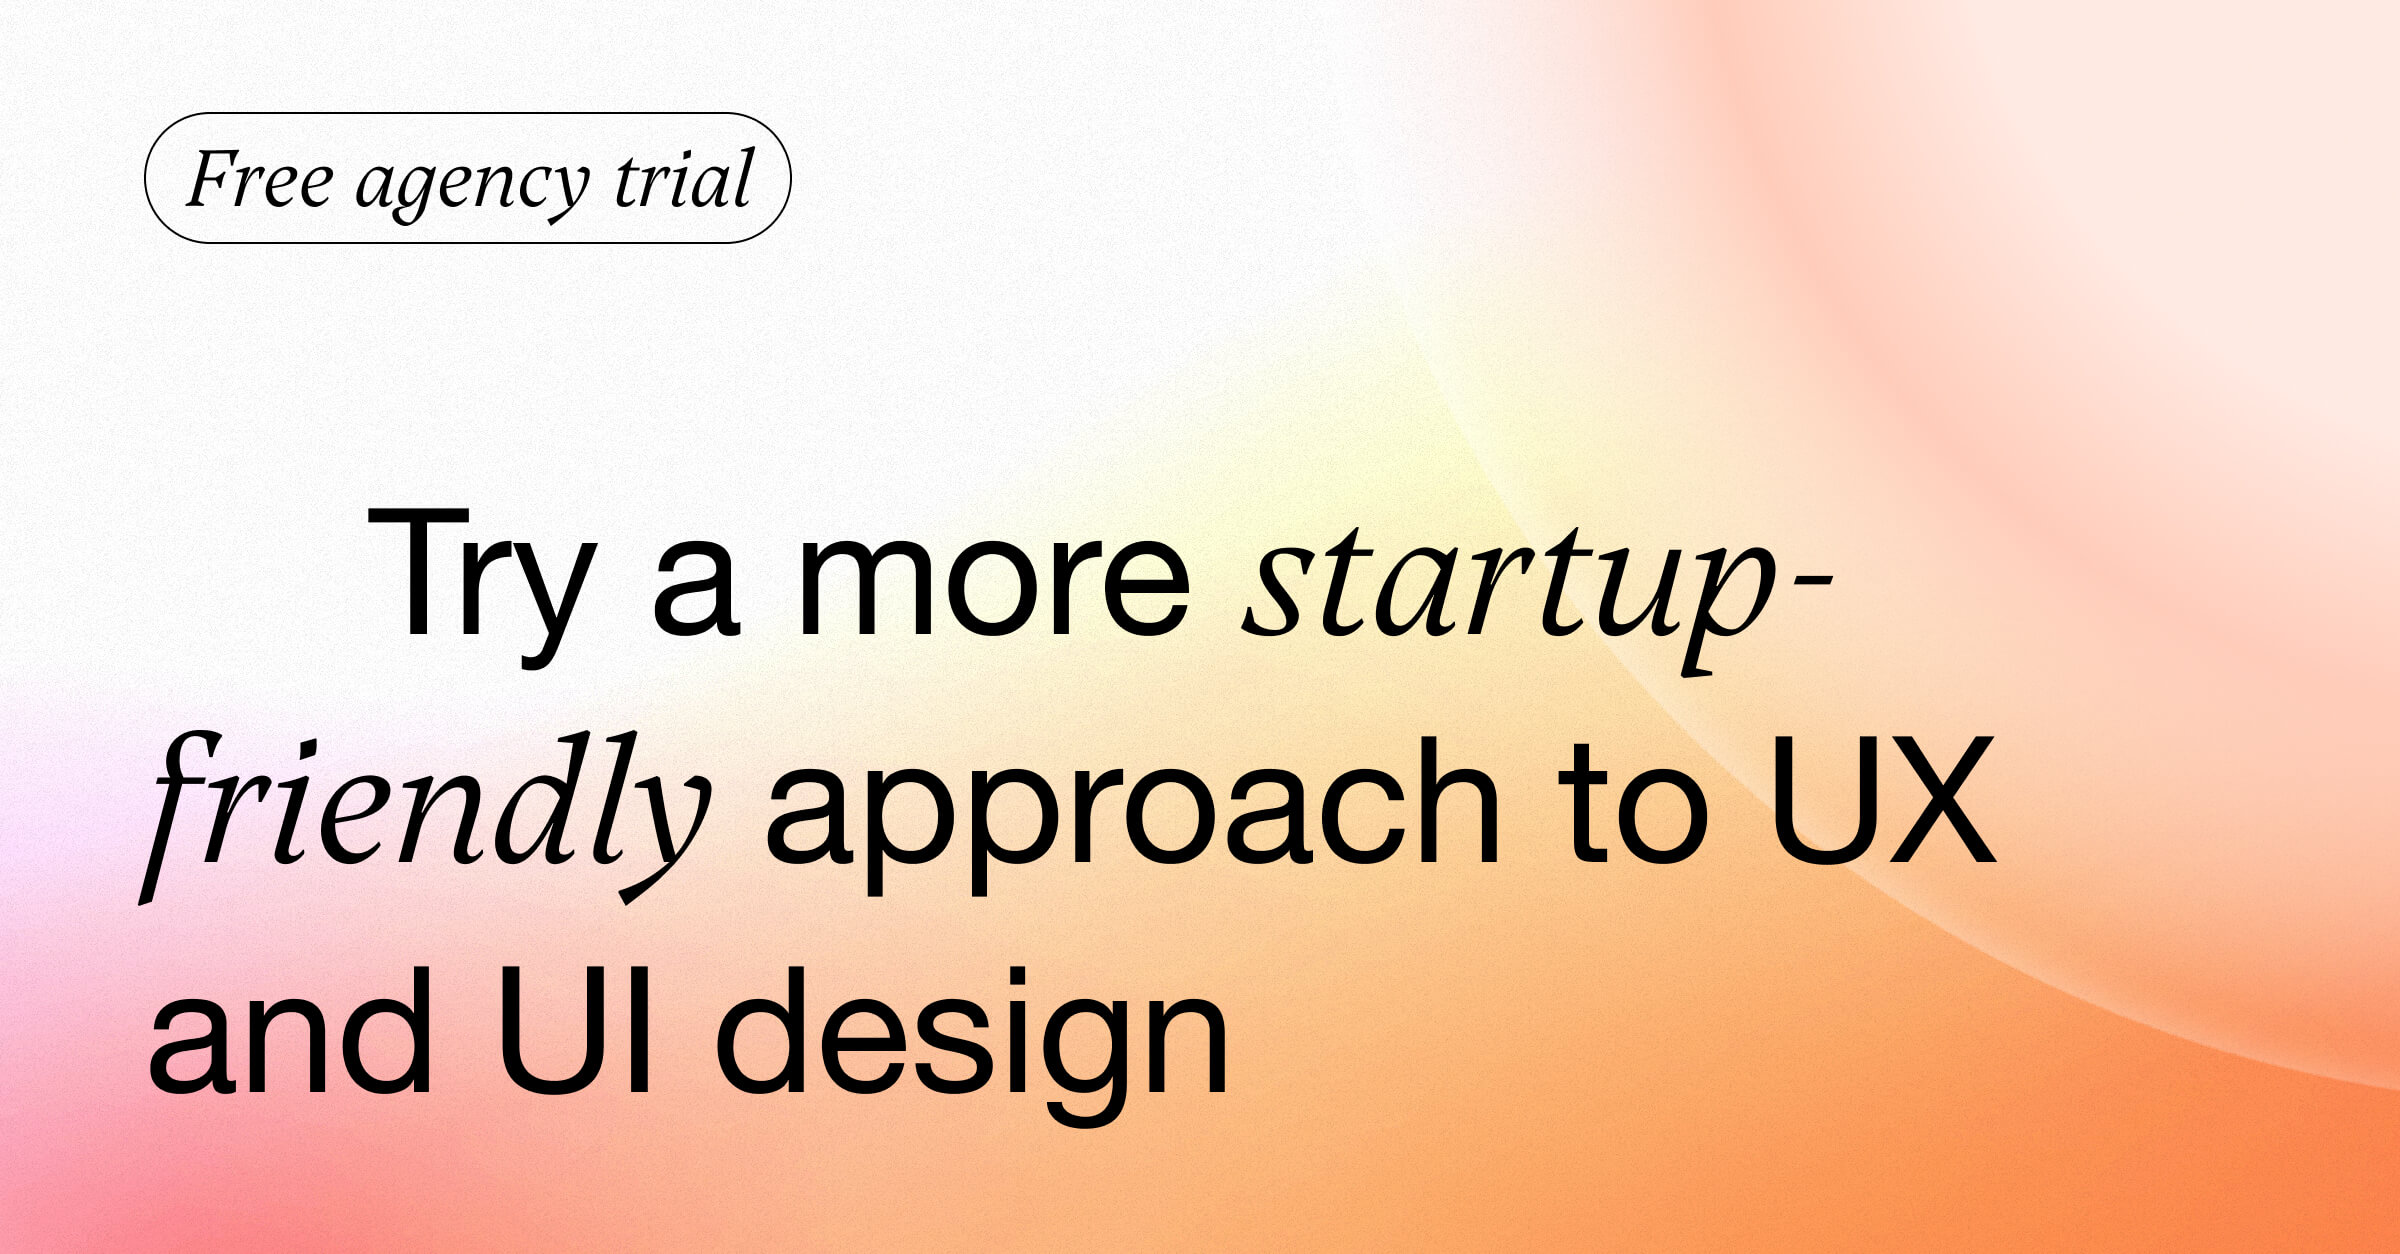 Free agency trial
Try a more startup-
friendly approach to UX
and UI design